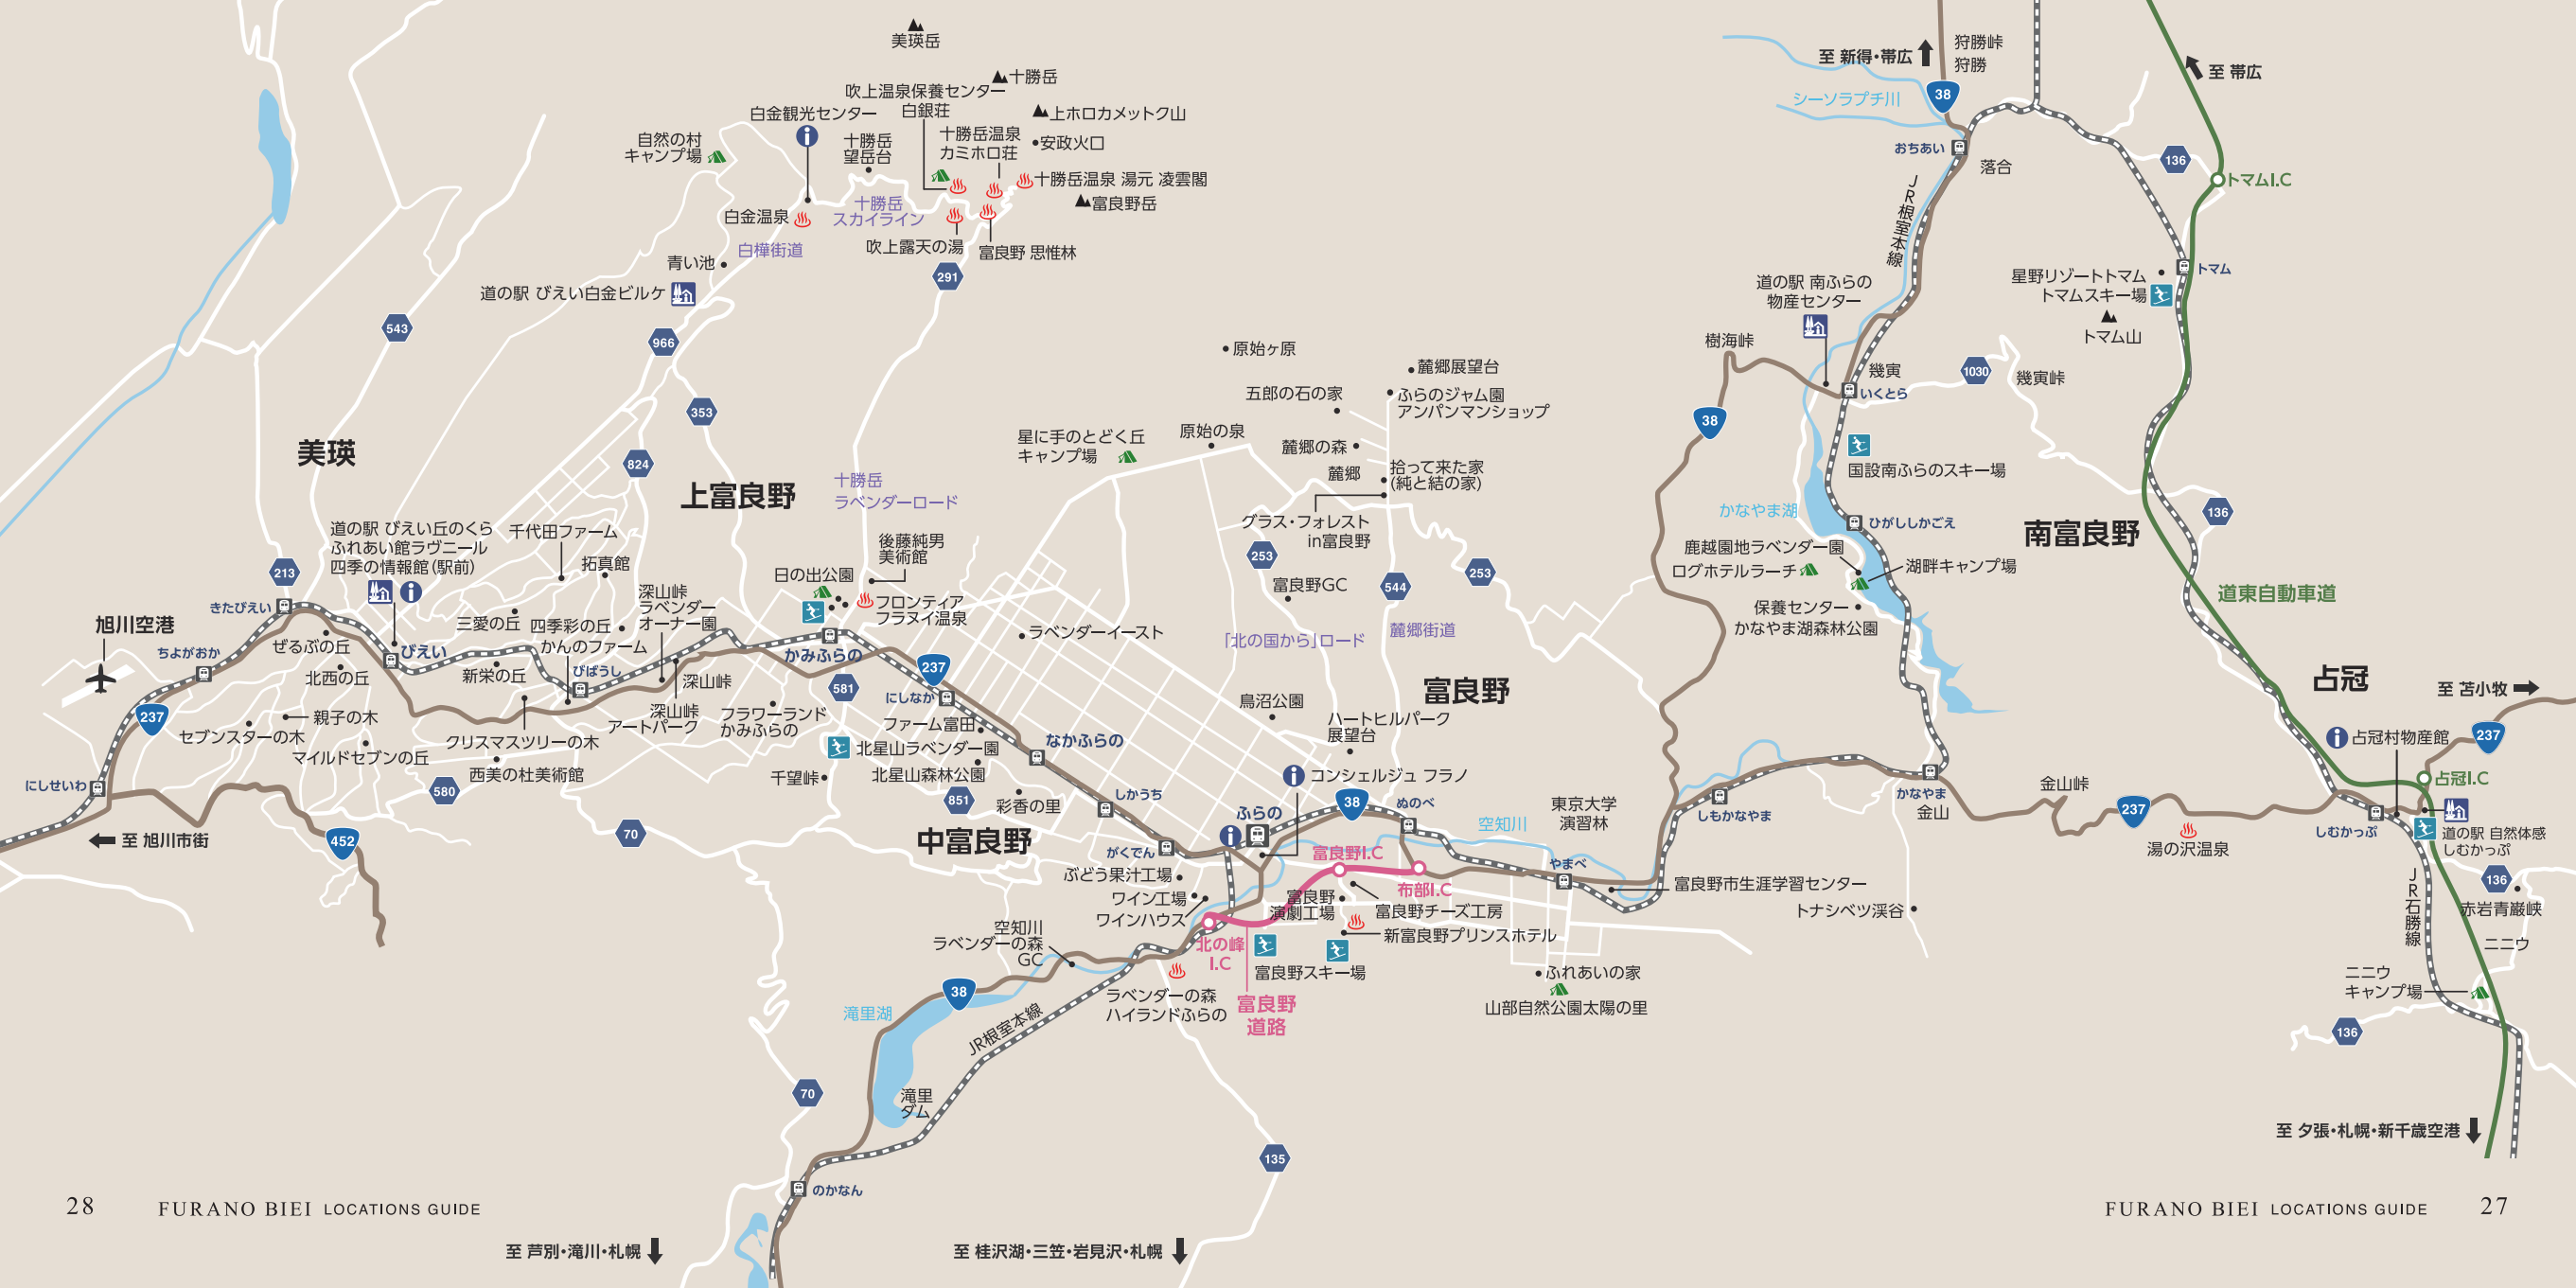 美瑛岳
十勝岳
吹上温泉保養センター
白銀荘
白金観光センター
上ホロカメットク山
安政火口
自然の村
キャンプ場
十勝岳
望岳台
十勝岳温泉
カミホロ荘
十勝岳温泉 湯元 凌雲閣
富良野岳
白金温泉
十勝岳
スカイライン
吹上露天の湯
富良野 思惟林
白樺街道
青い池
道の駅 びえい白金ビルケ
291
543
966
353
824
213
美瑛
上富良野
十勝岳
ラベンダーロード
道の駅 びえい丘のくら
ふれあい館ラヴニール
四季の情報館(駅前)
千代田ファーム
拓真館
後藤純男
美術館
日の出公園
フロンティア
フラヌイ温泉
深山峠
ラベンダー
オーナー園
きたびえい
三愛の丘
四季彩の丘
かんのファーム
旭川空港
ちよがおか
ぜるぶの丘
びえい
北西の丘
新栄の丘
びばうし
深山峠
かみふらの
237
581
にしなか
237
親子の木
セブンスターの木
マイルドセブンの丘
クリスマスツリーの木
西美の杜美術館
深山峠
アートパーク
フラワーランド
かみふらの
ファーム富田
北星山ラベンダー園
千望峠
北星山森林公園
なかふらの
にしせいわ
580
851
彩香の里
しかうち
至 旭川市街
452
70
中富良野
がくでん
ぶどう果汁工場
ワイン工場
ワインハウス
空知川
ラベンダーの森
GC
38
滝里湖
JR根室本線
滝里
ダム
70
のかなん
135
ラベンダーの森
ハイランドふらの
北の峰
I.C
富良野スキー場
富良野
道路
原始ヶ原
麓郷展望台
五郎の石の家
ふらのジャム園
アンパンマンショップ
星に手のとどく丘
キャンプ場
原始の泉
麓郷の森
麓郷
拾って来た家
(純と結の家)
グラス・フォレスト
in富良野
253
253
544
富良野GC
ラベンダーイースト
「北の国から」ロード
麓郷街道
鳥沼公園
富良野
ハートヒルパーク
展望台
コンシェルジュ フラノ
ふらの
38
ぬのべ
空知川
東京大学
演習林
富良野I.C
布部I.C
富良野
演劇工場
富良野チーズ工房
新富良野プリンスホテル
やまべ
富良野市生涯学習センター
ふれあいの家
山部自然公園太陽の里
トナシベツ渓谷
しもかなやま
かなやま
金山
金山峠
237
湯の沢温泉
至 新得・帯広
狩勝峠
狩勝
38
シーソラプチ川
おちあい
落合
JR根室本線
至 帯広
136
トマムI.C
トマム
星野リゾートトマム
トマムスキー場
トマム山
道の駅 南ふらの
物産センター
樹海峠
幾寅
いくとら
1030
幾寅峠
38
国設南ふらのスキー場
かなやま湖
ひがししかごえ
136
南富良野
鹿越園地ラベンダー園
ログホテルラーチ
湖畔キャンプ場
保養センター
かなやま湖森林公園
道東自動車道
占冠
至 苫小牧
占冠村物産館
237
占冠I.C
しむかっぷ
道の駅 自然体感
しむかっぷ
136
赤岩青巌峡
JR石勝線
ニニウ
ニニウ
キャンプ場
136
至 夕張・札幌・新千歳空港
28 FURANO BIEI LOCATIONS GUIDE
FURANO BIEI LOCATIONS GUIDE 27
至 芦別・滝川・札幌
至 桂沢湖・三笠・岩見沢・札幌